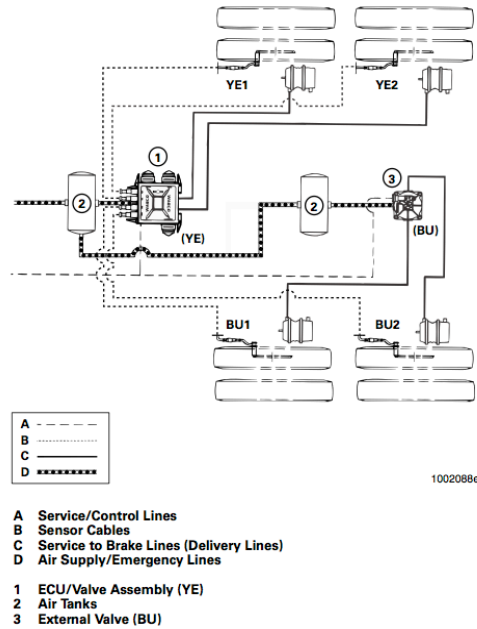 YE1
YE2
1
2
(YE)
2
3
(BU)
BU1
BU2
A
B
C
D
1002088e
A Service/Control Lines
B Sensor Cables
C Service to Brake Lines (Delivery Lines)
D Air Supply/Emergency Lines
1 ECU/Valve Assembly (YE)
2 Air Tanks
3 External Valve (BU)